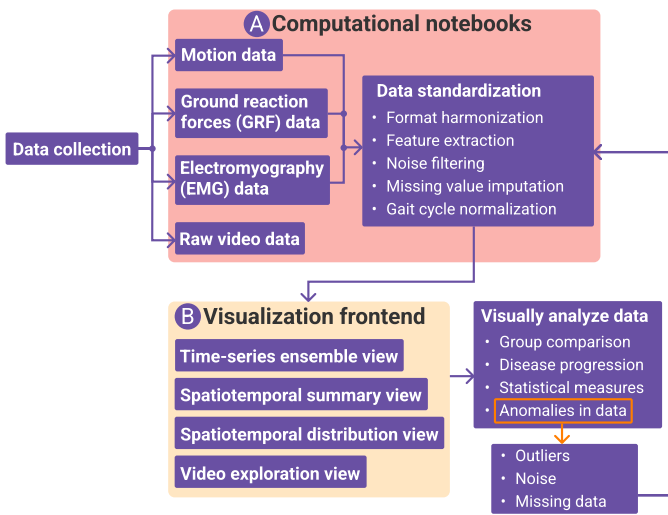 A Computational notebooks
Data collection
Motion data
Ground reaction
forces (GRF) data
Electromyography
(EMG) data
Raw video data
Data standardization
• Format harmonization
• Feature extraction
• Noise filtering
• Missing value imputation
• Gait cycle normalization
B Visualization frontend
Time-series ensemble view
Spatiotemporal summary view
Spatiotemporal distribution view
Video exploration view
Visually analyze data
• Group comparison
• Disease progression
• Statistical measures
• Anomalies in data
• Outliers
• Noise
• Missing data